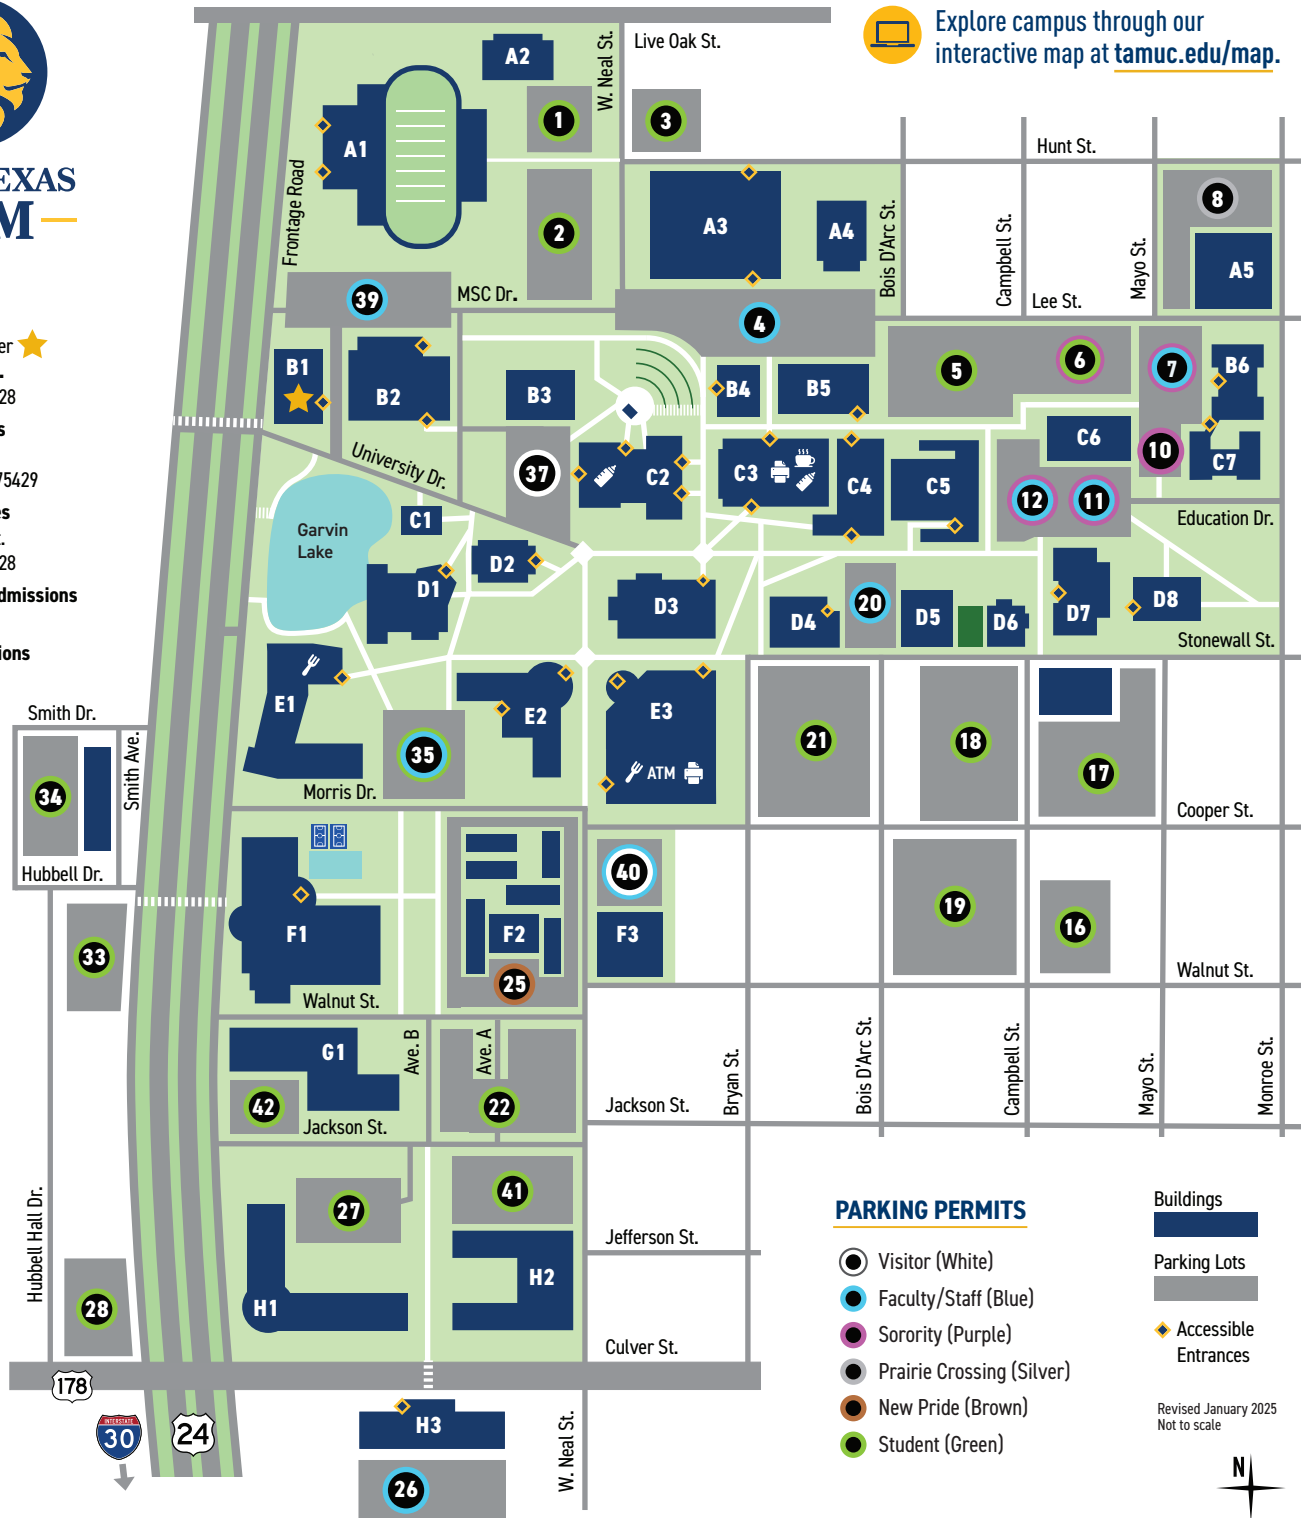 Explore campus through our
interactive map at tamuc.edu/map.
EXAS
M
er
28
s
75429
es
t.
28
dmissions
ions
Live Oak St.
W. Neal St.
Hunt St.
Frontage Road
Bois D'Arc St.
Campbell St.
Mayo St.
Lee St.
MSC Dr.
University Dr.
Garvin
Lake
Education Dr.
Stonewall St.
Smith Dr.
Smith Ave.
Hubbell Dr.
Morris Dr.
Cooper St.
Walnut St.
Walnut St.
Ave. B
Ave. A
Jackson St.
Jackson St.
Bryan St.
Bois D'Arc St.
Campbell St.
Mayo St.
Monroe St.
Hubbell Hall Dr.
Jefferson St.
Culver St.
W. Neal St.
A1
A2
A3
A4
A5
B1
B2
B3
B4
B5
B6
C1
C2
C3
C4
C5
C6
C7
D1
D2
D3
D4
D5
D6
D7
D8
E1
E2
E3
ATM
F1
F2
F3
G1
H1
H2
H3
1
2
3
4
5
6
7
8
10
11
12
16
17
18
19
20
21
22
25
26
27
28
33
34
35
37
39
40
41
42
178
INTERSTATE
30
24
PARKING PERMITS
Visitor (White)
Faculty/Staff (Blue)
Sorority (Purple)
Prairie Crossing (Silver)
New Pride (Brown)
Student (Green)
Buildings
Parking Lots
Accessible
Entrances
Revised January 2025
Not to scale
N